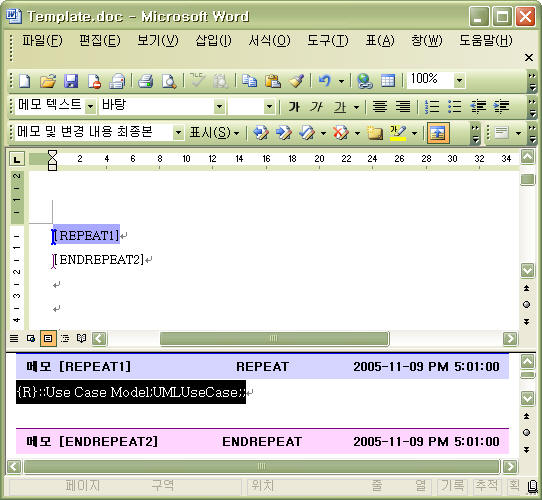 Template.doc - Microsoft Word
파일(F) 편집(E) 보기(V) 삽입(I) 서식(O) 도구(T) 표(A) 창(W) 도움말(H)
100%
메모 텍스트 바탕 가 가 가
메모 및 변경 내용 최종본 표시(S) 가
L 2 4 6 8 10 12 14 16 18 20 22 24 26 28 30 32 34
[REPEAT1]
[ENDREPEAT2]
메모 [REPEAT1] REPEAT 2005-11-09 PM 5:01:00
{R}::Use Case Model;UMLUseCase;;
메모 [ENDREPEAT2] ENDREPEAT 2005-11-09 PM 5:01:00
페이지 구역 위치 줄 열 기록 추적 확